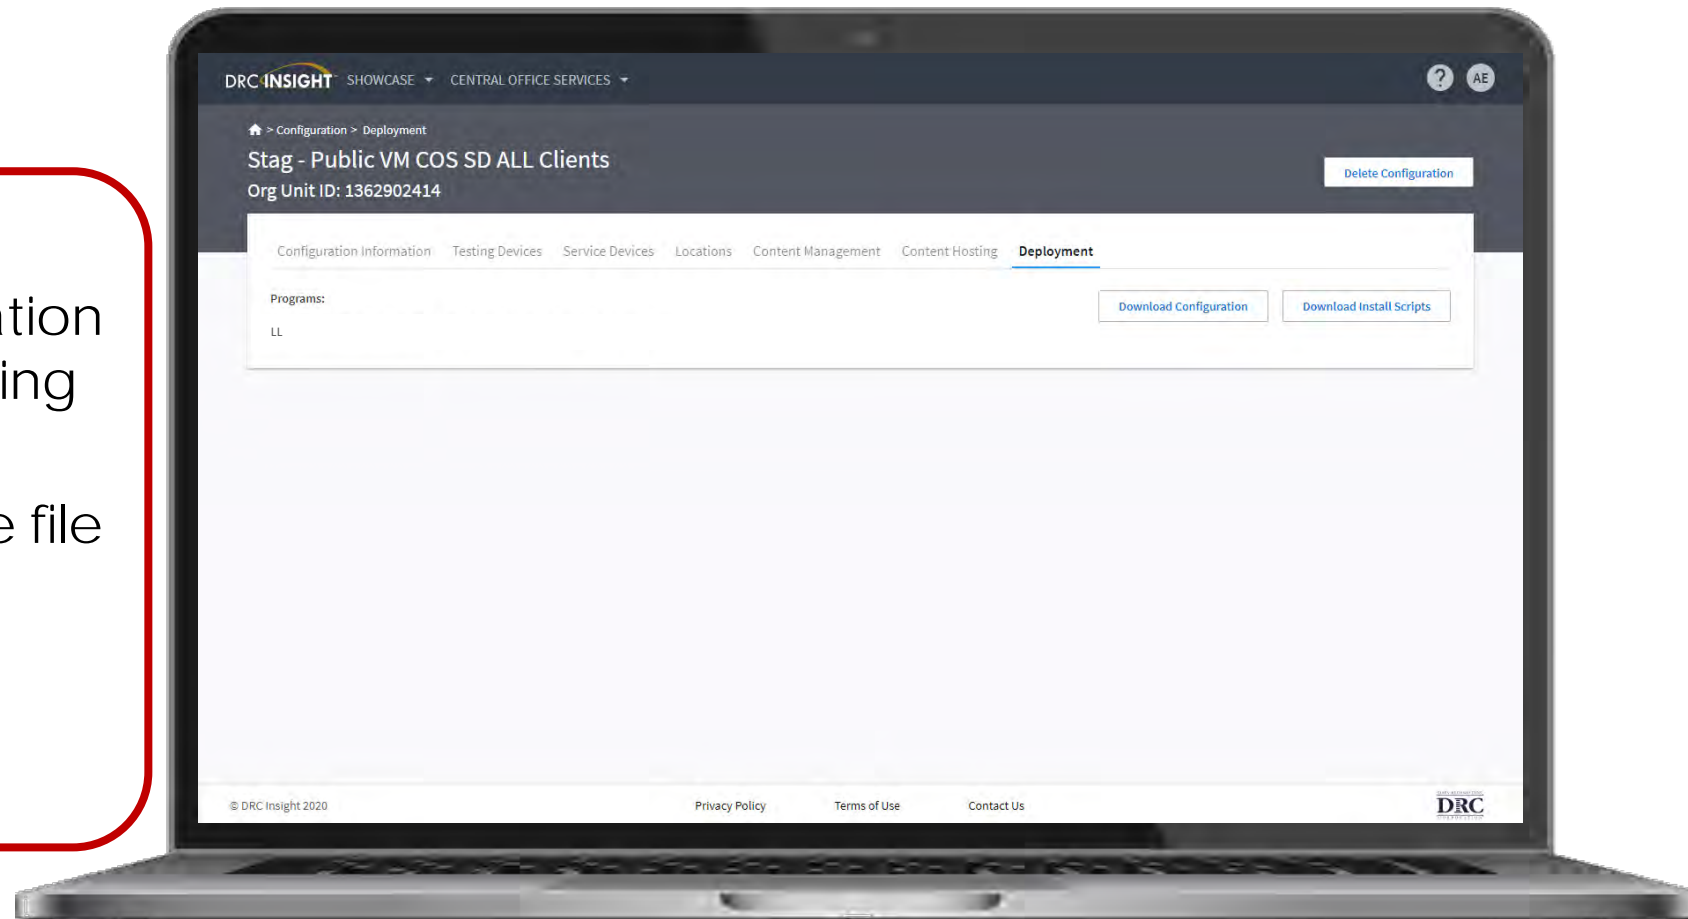 ation
ing
e file
DRC INSIGHT SHOWCASE CENTRAL OFFICE SERVICES ? AE
> Configuration > Deployment
Stag - Public VM COS SD ALL Clients
Org Unit ID: 1362902414
Delete Configuration
Configuration Information Testing Devices Service Devices Locations Content Management Content Hosting Deployment
Programs:
LL
Download Configuration Download Install Scripts
© DRC Insight 2020 Privacy Policy Terms of Use Contact Us
DRC